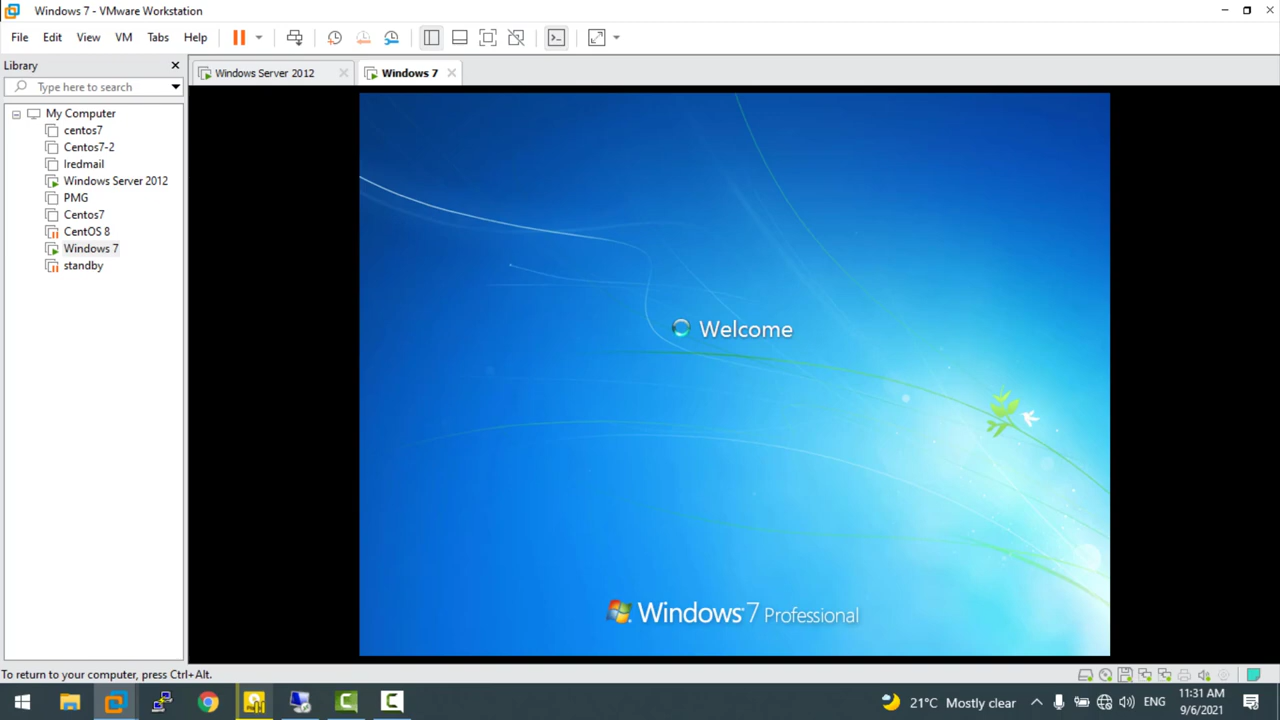 Windows 7 - VMware Workstation
File Edit View VM Tabs Help
Library
Type here to search
Windows Server 2012
Windows 7
My Computer
centos7
Centos7-2
Iredmail
Windows Server 2012
PMG
Centos7
CentOS 8
Windows 7
standby
Welcome
Windows 7 Professional
To return to your computer, press Ctrl+Alt.
21°C Mostly clear
ENG
11:31 AM
9/6/2021